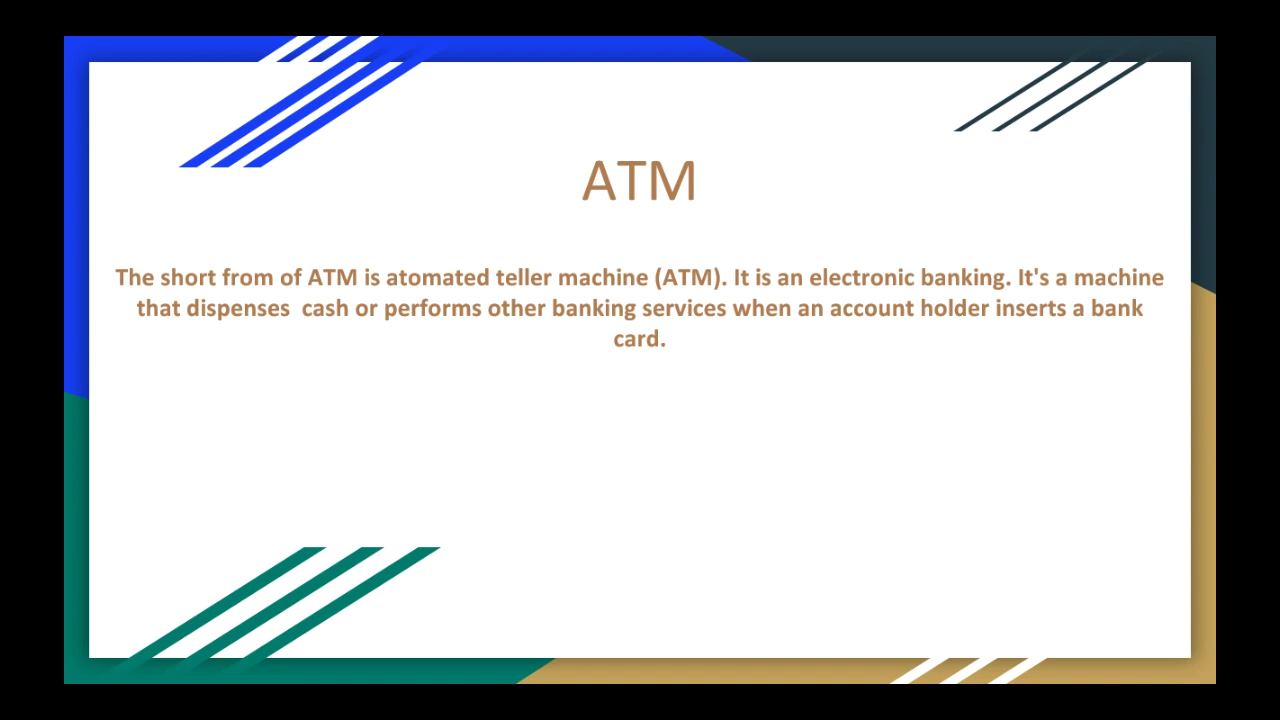 ATM
The short from of ATM is atomated teller machine (ATM). It is an electronic banking. It's a machine
that dispenses  cash or performs other banking services when an account holder inserts a bank
card.